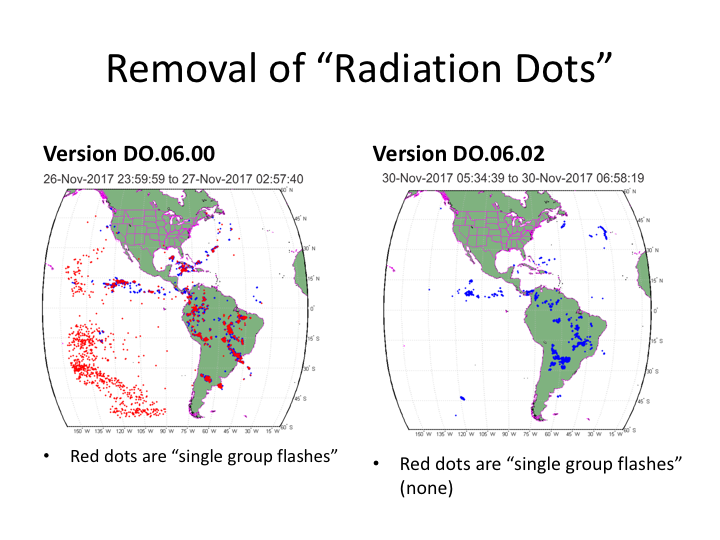 Removal of “Radiation Dots”
Version DO.06.00
26-Nov-2017 23:59:59 to 27-Nov-2017 02:57:40
60° N
45° N
30° N
15° N
0°
15° S
30° S
45° S
60° S
150° W 135° W 120° W 105° W 90° W 75° W 60° W 45° W 30° W 15° W
• Red dots are “single group flashes”
Version DO.06.02
30-Nov-2017 05:34:39 to 30-Nov-2017 06:58:19
60° N
45° N
30° N
15° N
0°
15° S
30° S
45° S
60° S
150° W 135° W 120° W 105° W 90° W 75° W 60° W 45° W 30° W 15° W
• Red dots are “single group flashes”
(none)